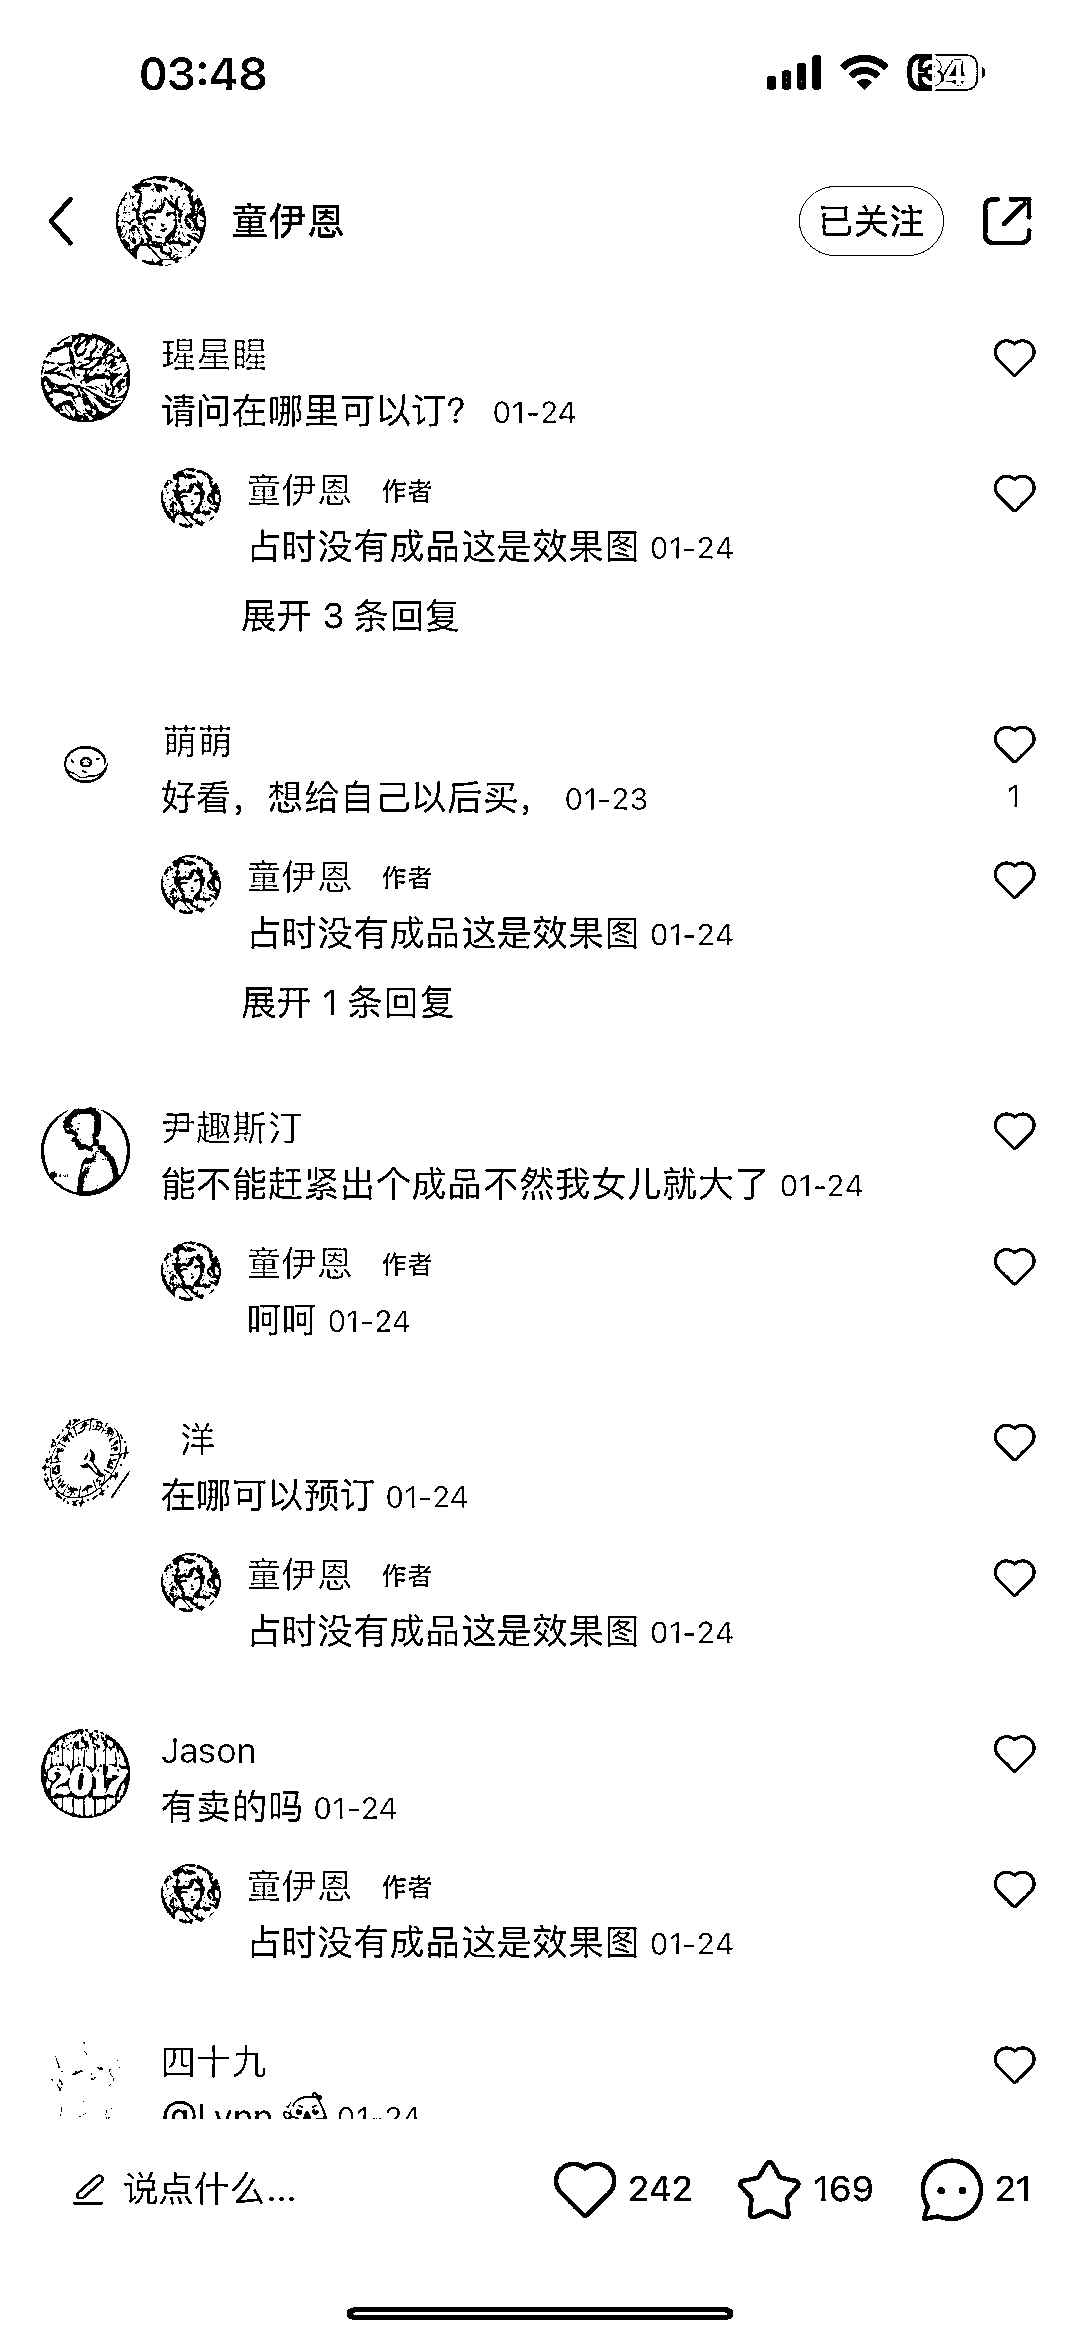 03:48
34
童伊恩
已关注
瑆星睲
请问在哪里可以订? 01-24
童伊恩 作者
占时没有成品这是效果图 01-24
展开 3 条回复
萌萌
1
好看，想给自己以后买， 01-23
童伊恩 作者
占时没有成品这是效果图 01-24
展开 1 条回复
尹趣斯汀
能不能赶紧出个成品不然我女儿就大了 01-24
童伊恩 作者
呵呵 01-24
洋
在哪可以预订 01-24
童伊恩 作者
占时没有成品这是效果图 01-24
2017
Jason
有卖的吗 01-24
童伊恩 作者
占时没有成品这是效果图 01-24
四十九
@Lynn 01-24
说点什么...
242
169
21